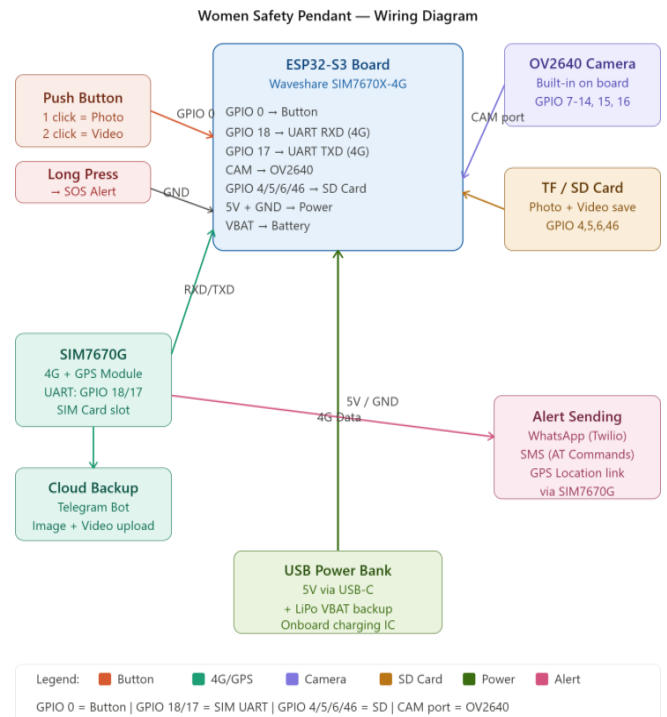 Women Safety Pendant — Wiring Diagram
ESP32-S3 Board
Waveshare SIM7670X-4G
GPIO 0 → Button
GPIO 18 → UART RXD (4G)
GPIO 17 → UART TXD (4G)
CAM → OV2640
GPIO 4/5/6/46 → SD Card
5V + GND → Power
VBAT → Battery
Push Button
1 click = Photo
2 click = Video
GPIO 0
Long Press
→ SOS Alert
GND
OV2640 Camera
Built-in on board
GPIO 7-14, 15, 16
CAM port
TF / SD Card
Photo + Video save
GPIO 4,5,6,46
RXD/TXD
SIM7670G
4G + GPS Module
UART: GPIO 18/17
SIM Card slot
5V / GND
4G Data
Alert Sending
WhatsApp (Twilio)
SMS (AT Commands)
GPS Location link
via SIM7670G
Cloud Backup
Telegram Bot
Image + Video upload
USB Power Bank
5V via USB-C
+ LiPo VBAT backup
Onboard charging IC
Legend: Button 4G/GPS Camera SD Card Power Alert
GPIO 0 = Button | GPIO 18/17 = SIM UART | GPIO 4/5/6/46 = SD | CAM port = OV2640